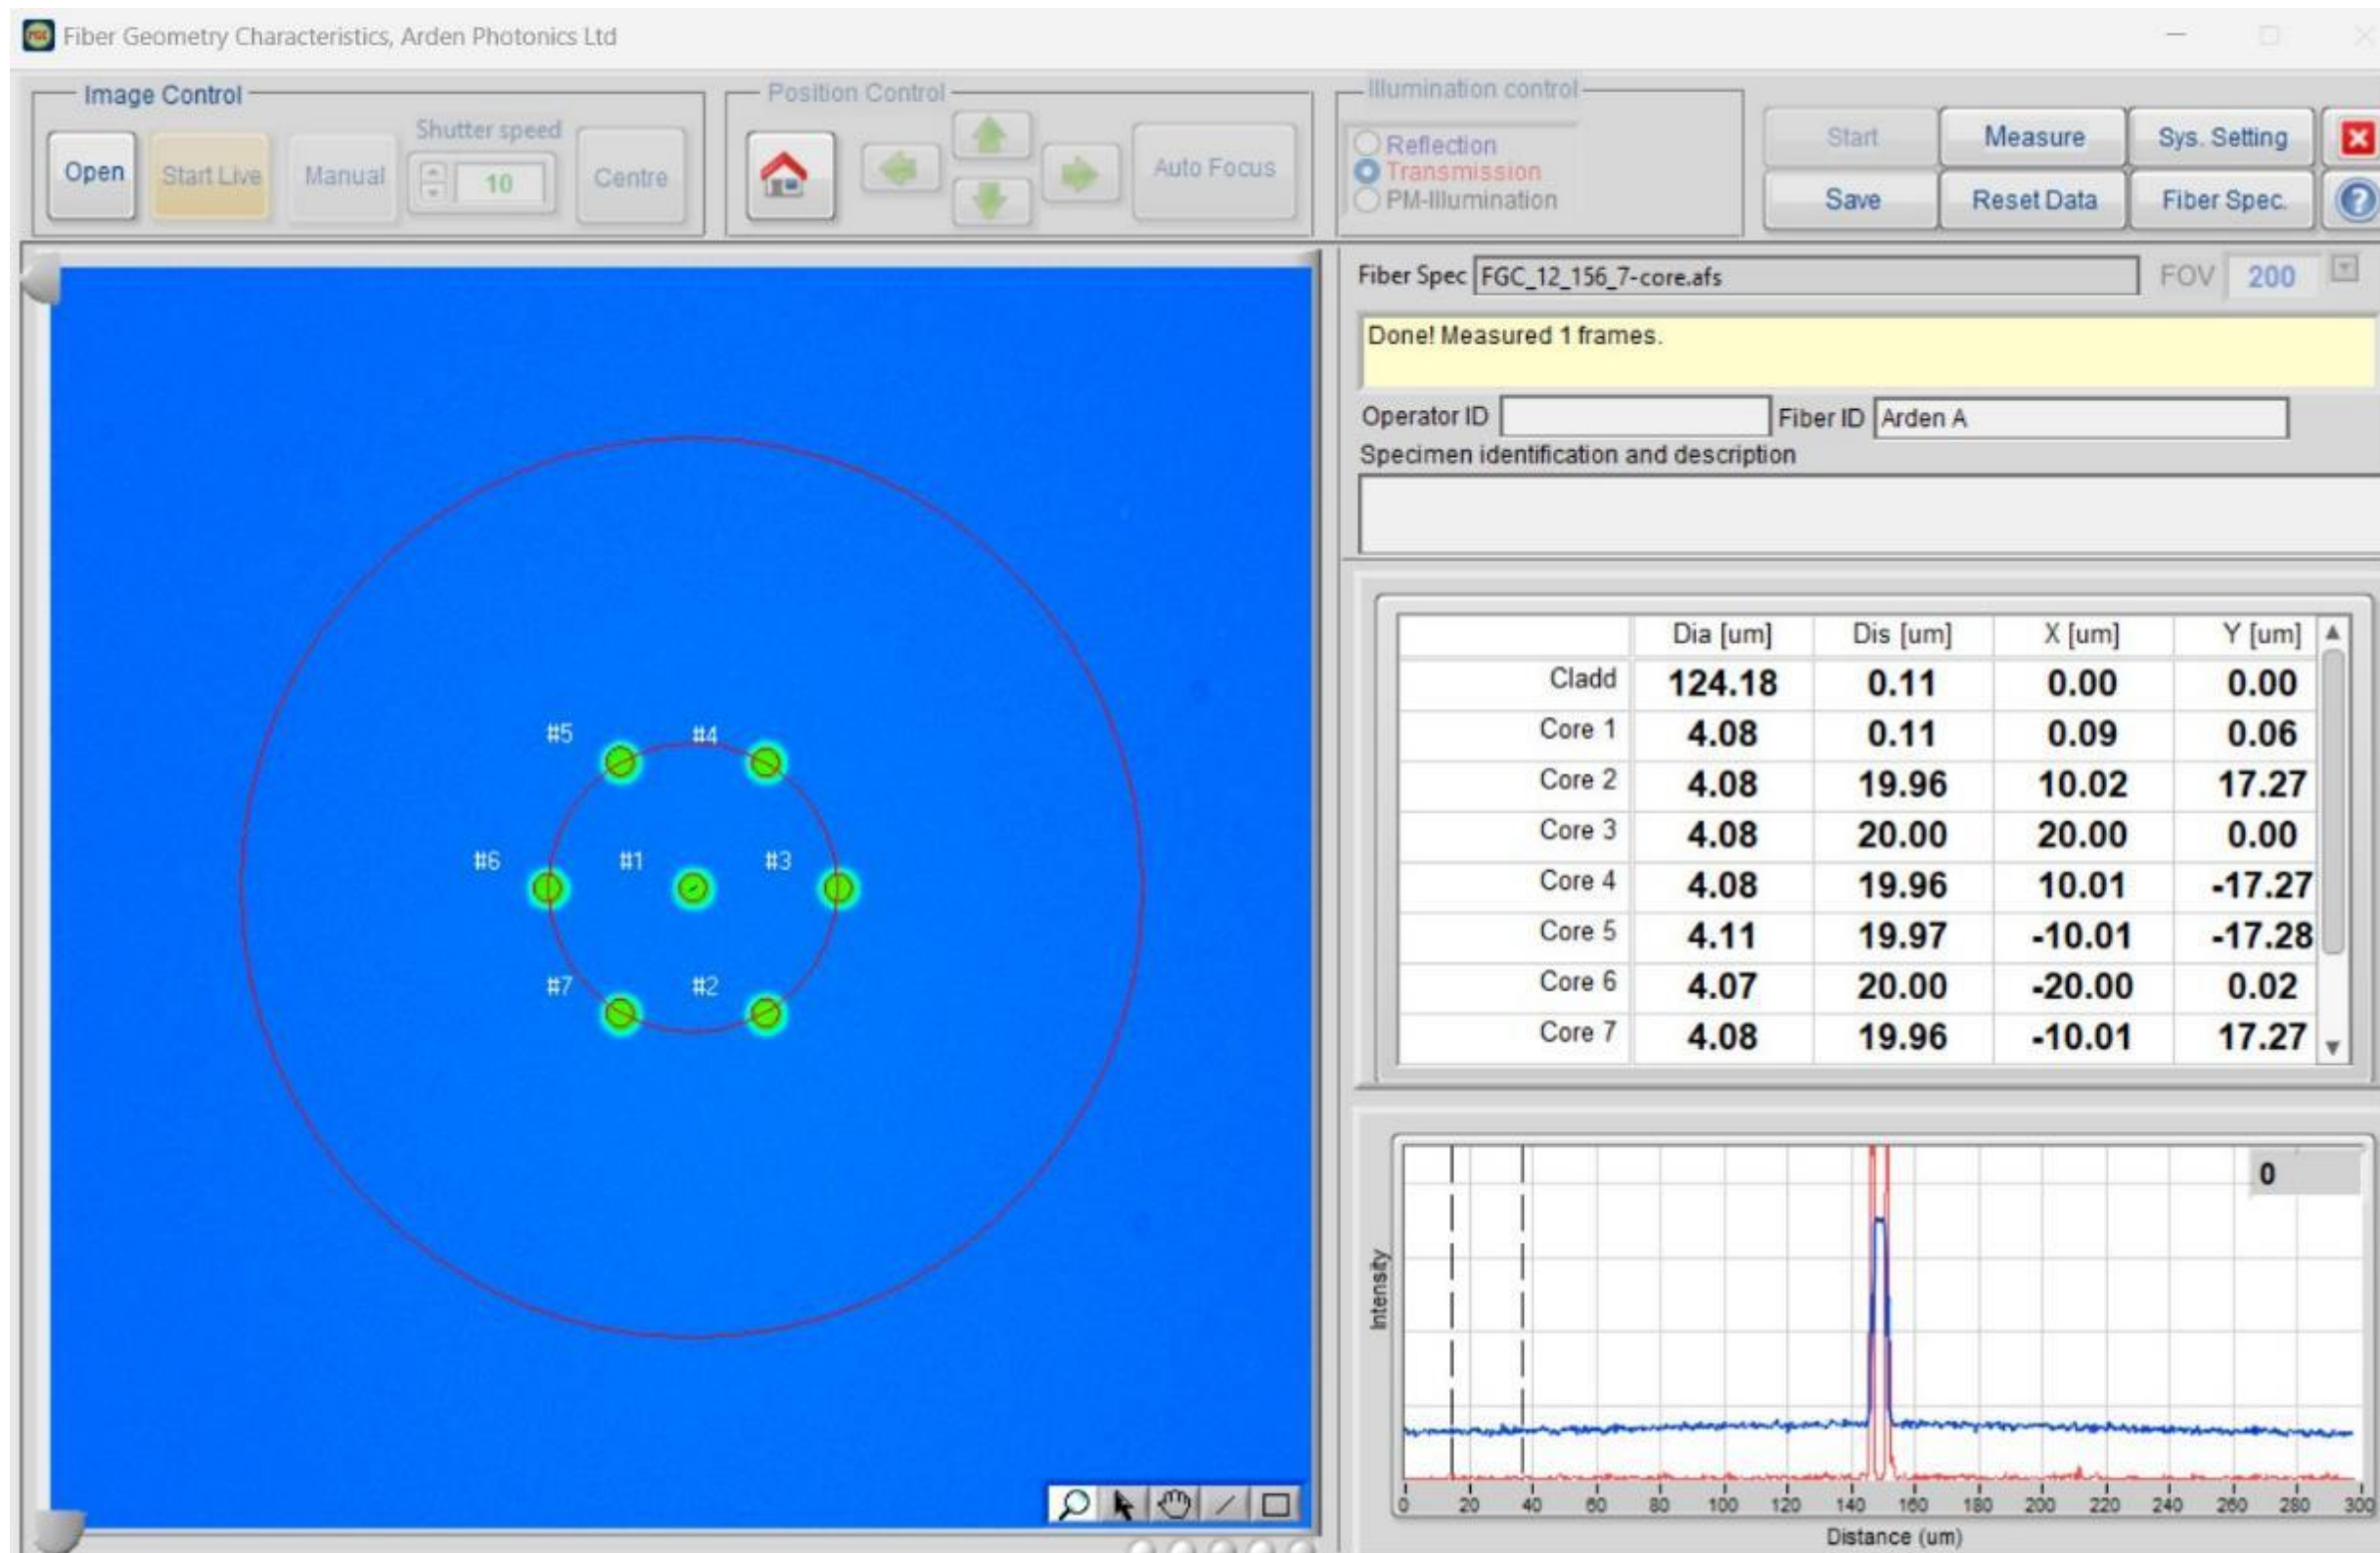 Fiber Geometry Characteristics, Arden Photonics Ltd
Image Control
Open
Start Live
Manual
Shutter speed
10
Centre
Position Control
Auto Focus
Illumination control
Reflection
Transmission
PM-Illumination
Start
Measure
Sys. Setting
Save
Reset Data
Fiber Spec.
Fiber Spec FGC_12_156_7-core.afs FOV 200
Done! Measured 1 frames.
Operator ID Fiber ID Arden A
Specimen identification and description
#5 #4
#6 #1 #3
#7 #2
Dia [um] Dis [um] X [um] Y [um]
Cladd 124.18 0.11 0.00 0.00
Core 1 4.08 0.11 0.09 0.06
Core 2 4.08 19.96 10.02 17.27
Core 3 4.08 20.00 20.00 0.00
Core 4 4.08 19.96 10.01 -17.27
Core 5 4.11 19.97 -10.01 -17.28
Core 6 4.07 20.00 -20.00 0.02
Core 7 4.08 19.96 -10.01 17.27
0
Intensity
0 20 40 60 80 100 120 140 160 180 200 220 240 260 280 300
Distance (um)